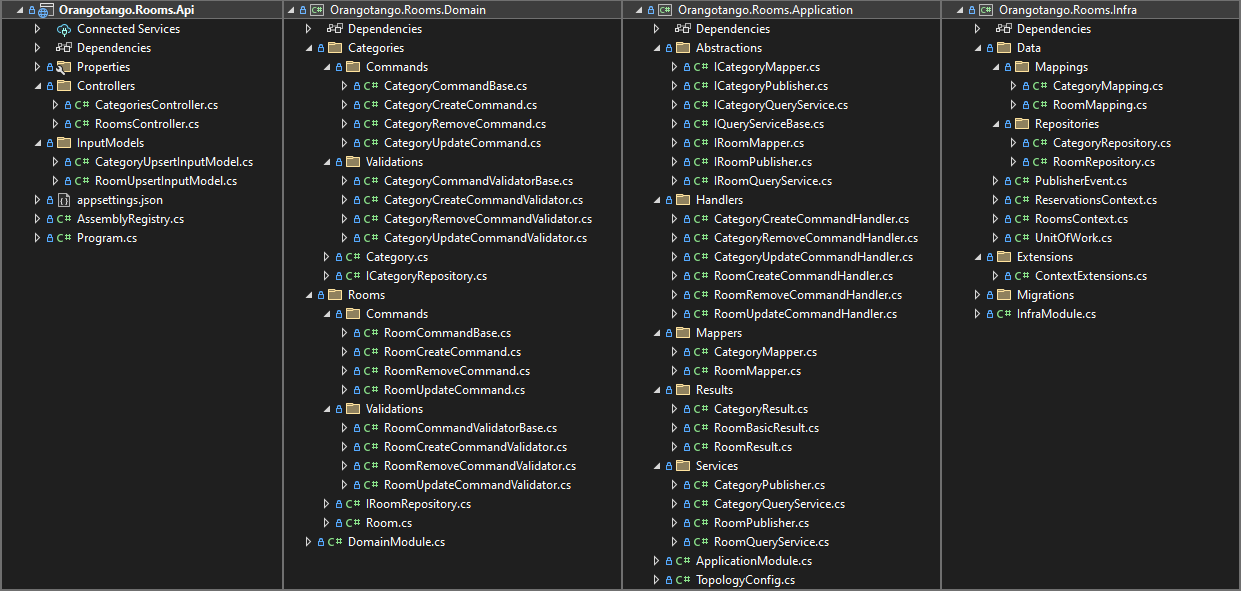 Orangotango.Rooms.Api
Connected Services
Dependencies
Properties
Controllers
C# CategoriesController.cs
C# RoomsController.cs
InputModels
C# CategoryUpsertInputModel.cs
C# RoomUpsertInputModel.cs
appsettings.json
C# AssemblyRegistry.cs
C# Program.cs
C# Orangotango.Rooms.Domain
Dependencies
Categories
Commands
C# CategoryCommandBase.cs
C# CategoryCreateCommand.cs
C# CategoryRemoveCommand.cs
C# CategoryUpdateCommand.cs
Validations
C# CategoryCommandValidatorBase.cs
C# CategoryCreateCommandValidator.cs
C# CategoryRemoveCommandValidator.cs
C# CategoryUpdateCommandValidator.cs
C# Category.cs
C# ICategoryRepository.cs
Rooms
Commands
C# RoomCommandBase.cs
C# RoomCreateCommand.cs
C# RoomRemoveCommand.cs
C# RoomUpdateCommand.cs
Validations
C# RoomCommandValidatorBase.cs
C# RoomCreateCommandValidator.cs
C# RoomRemoveCommandValidator.cs
C# RoomUpdateCommandValidator.cs
C# IRoomRepository.cs
C# Room.cs
C# DomainModule.cs
C# Orangotango.Rooms.Application
Dependencies
Abstractions
C# ICategoryMapper.cs
C# ICategoryPublisher.cs
C# ICategoryQueryService.cs
C# IQueryServiceBase.cs
C# IRoomMapper.cs
C# IRoomPublisher.cs
C# IRoomQueryService.cs
Handlers
C# CategoryCreateCommandHandler.cs
C# CategoryRemoveCommandHandler.cs
C# CategoryUpdateCommandHandler.cs
C# RoomCreateCommandHandler.cs
C# RoomRemoveCommandHandler.cs
C# RoomUpdateCommandHandler.cs
Mappers
C# CategoryMapper.cs
C# RoomMapper.cs
Results
C# CategoryResult.cs
C# RoomBasicResult.cs
C# RoomResult.cs
Services
C# CategoryPublisher.cs
C# CategoryQueryService.cs
C# RoomPublisher.cs
C# RoomQueryService.cs
C# ApplicationModule.cs
C# TopologyConfig.cs
C# Orangotango.Rooms.Infra
Dependencies
Data
Mappings
C# CategoryMapping.cs
C# RoomMapping.cs
Repositories
C# CategoryRepository.cs
C# RoomRepository.cs
C# PublisherEvent.cs
C# ReservationsContext.cs
C# RoomsContext.cs
C# UnitOfWork.cs
Extensions
C# ContextExtensions.cs
Migrations
C# InfraModule.cs